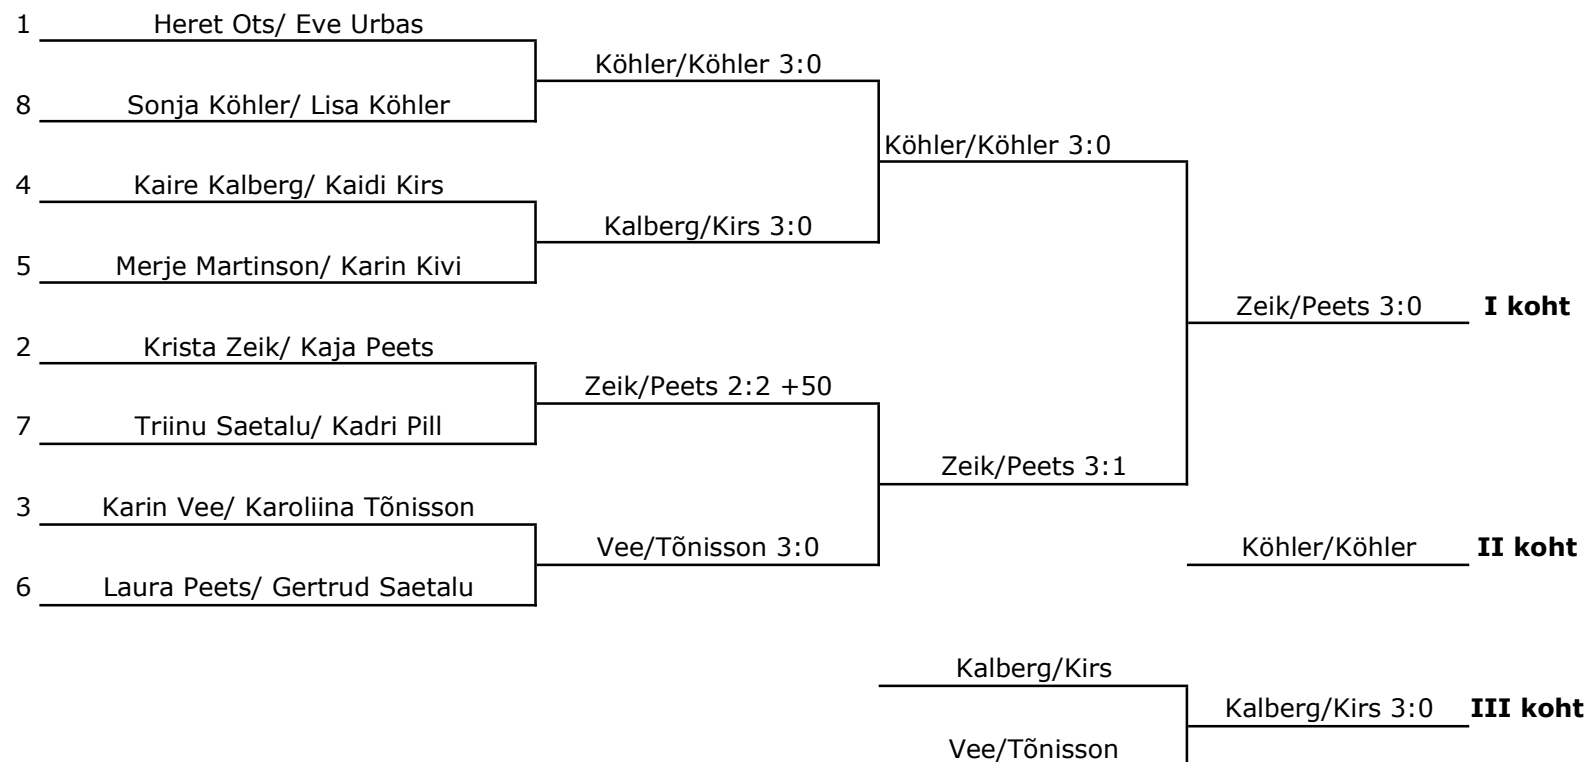 1 Heret Ots/ Eve Urbas
Köhler/Köhler 3:0
8 Sonja Köhler/ Lisa Köhler
Köhler/Köhler 3:0
4 Kaire Kalberg/ Kaidi Kirs
Kalberg/Kirs 3:0
5 Merje Martinson/ Karin Kivi
Zeik/Peets 3:0 I koht
2 Krista Zeik/ Kaja Peets
Zeik/Peets 2:2 +50
7 Triinu Saetalu/ Kadri Pill
Zeik/Peets 3:1
3 Karin Vee/ Karoliina Tõnisson
Vee/Tõnisson 3:0
Köhler/Köhler II koht
6 Laura Peets/ Gertrud Saetalu
Kalberg/Kirs
Kalberg/Kirs 3:0 III koht
Vee/Tõnisson